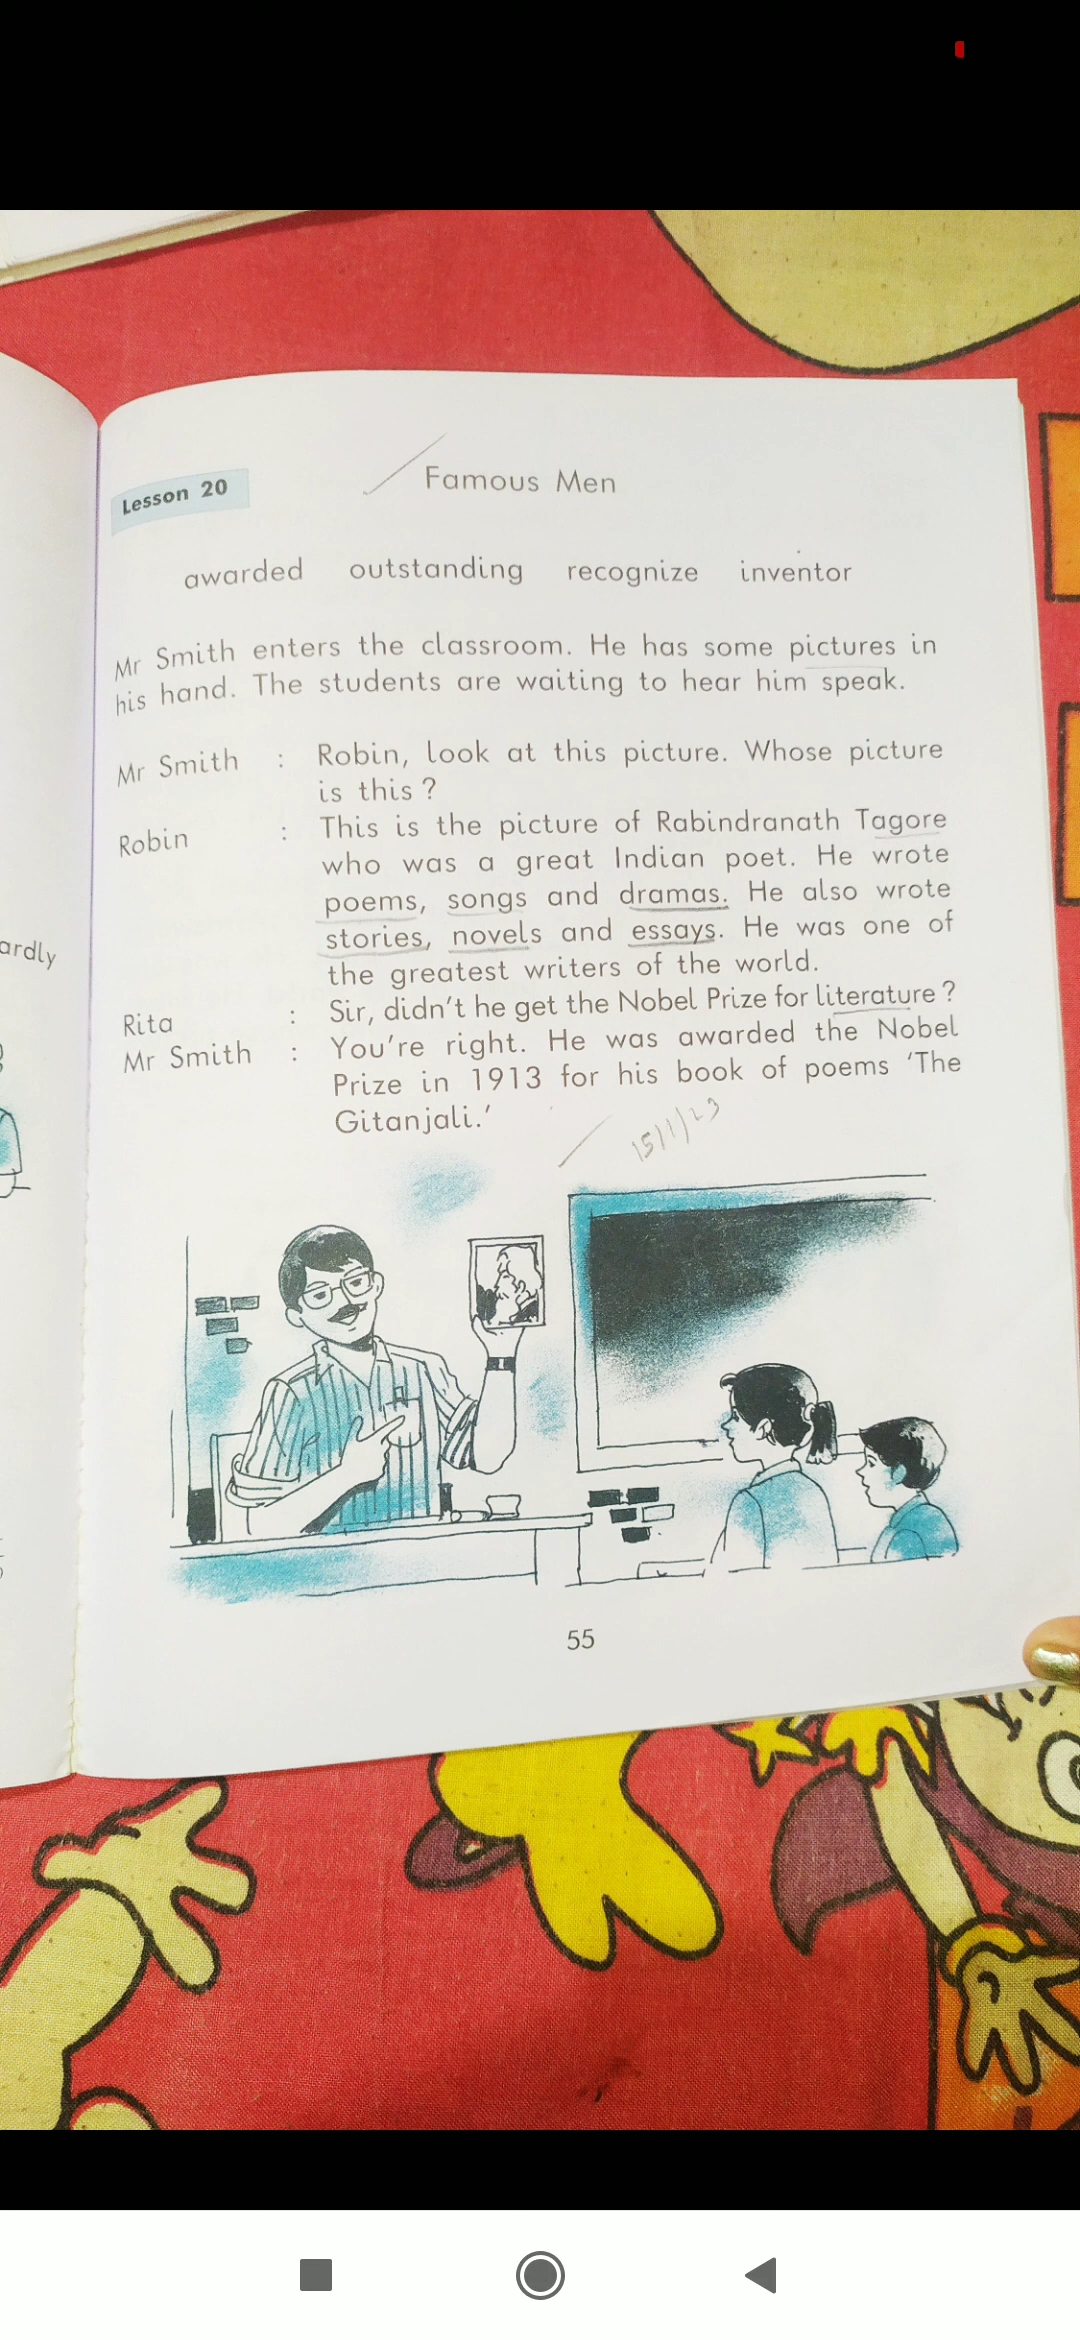 Lesson 20
Famous Men
awarded outstanding recognize inventor
Mr Smith enters the classroom. He has some pictures in
his hand. The students are waiting to hear him speak.
Mr Smith : Robin, look at this picture. Whose picture
is this ?
Robin : This is the picture of Rabindranath Tagore
who was a great Indian poet. He wrote
poems, songs and dramas. He also wrote
stories, novels and essays. He was one of
the greatest writers of the world.
Rita : Sir, didn't he get the Nobel Prize for literature ?
Mr Smith : You're right. He was awarded the Nobel
Prize in 1913 for his book of poems 'The
Gitanjali.'
15/1/23
55
ardly